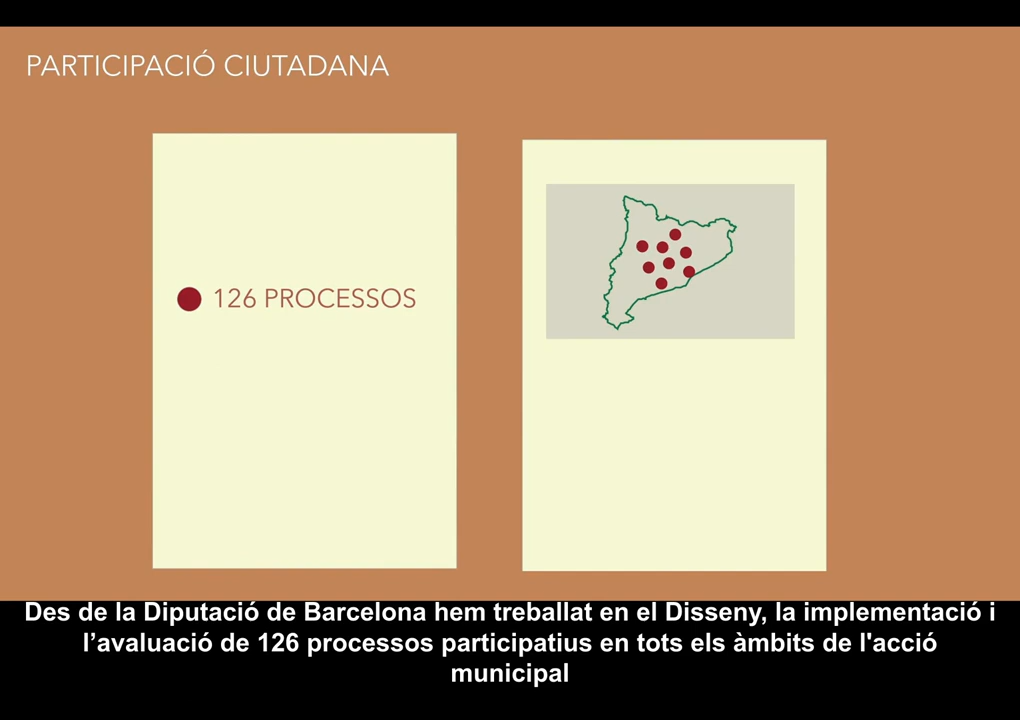 PARTICIPACIÓ CIUTADANA
126 PROCESSOS
Des de la Diputació de Barcelona hem treballat en el Disseny, la implementació i
l’avaluació de 126 processos participatius en tots els àmbits de l'acció
municipal